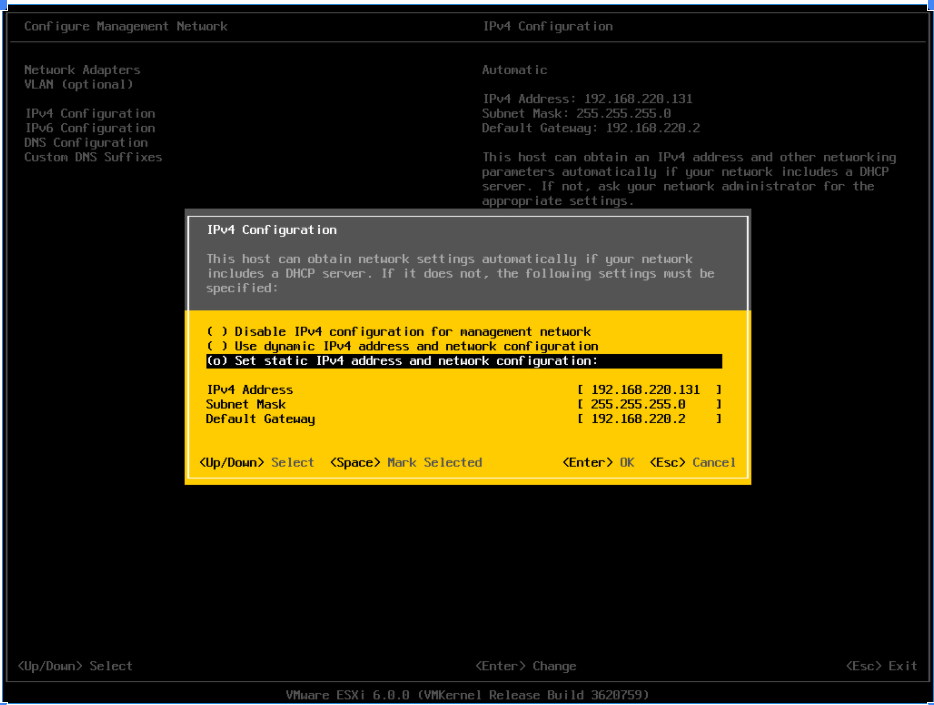 Configure Management Network
IPv4 Configuration
Network Adapters
VLAN (optional)
IPv4 Configuration
IPv6 Configuration
DNS Configuration
Custom DNS Suffixes
Automatic
IPv4 Address: 192.168.220.131
Subnet Mask: 255.255.255.0
Default Gateway: 192.168.220.2
This host can obtain an IPv4 address and other networking
parameters automatically if your network includes a DHCP
server. If not, ask your network administrator for the
appropriate settings.
IPv4 Configuration
This host can obtain network settings automatically if your network
includes a DHCP server. If it does not, the following settings must be
specified:
( ) Disable IPv4 configuration for management network
( ) Use dynamic IPv4 address and network configuration
(o) Set static IPv4 address and network configuration:
IPv4 Address [ 192.168.220.131 ]
Subnet Mask [ 255.255.255.0 ]
Default Gateway [ 192.168.220.2 ]
<Up/Down> Select <Space> Mark Selected <Enter> OK <Esc> Cancel
<Up/Down> Select <Enter> Change <Esc> Exit
VMware ESXi 6.0.0 (VMKernel Release Build 3620759)